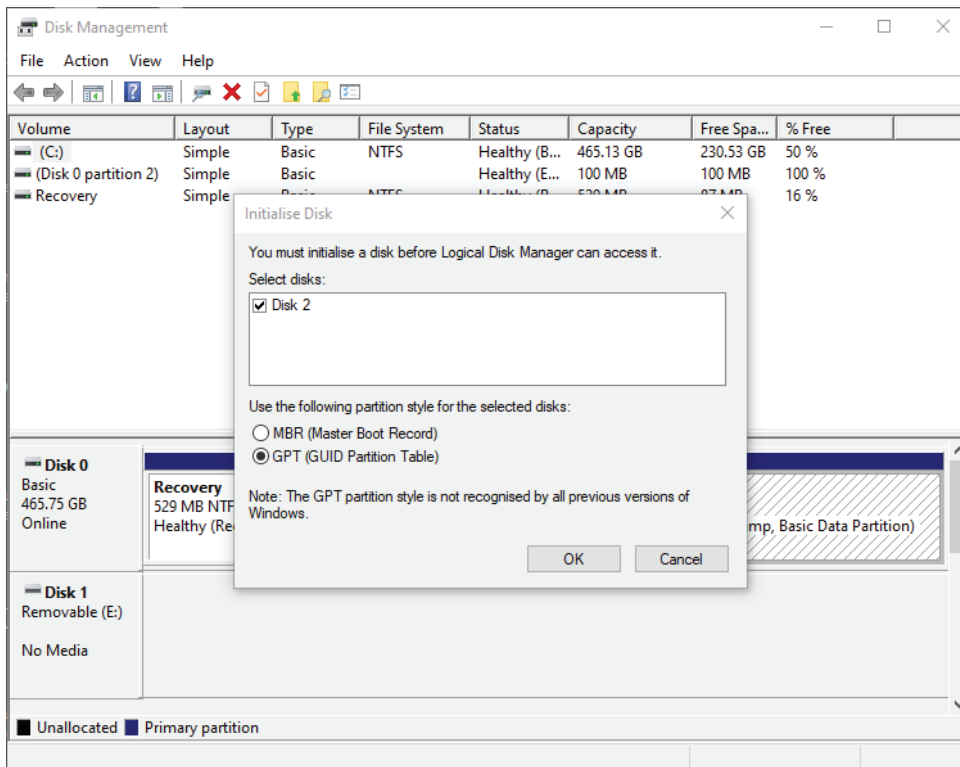 Disk Management
File Action View Help
Volume Layout Type File System Status Capacity Free Spa... % Free
(C:) Simple Basic NTFS Healthy (B... 465.13 GB 230.53 GB 50 %
(Disk 0 partition 2) Simple Basic Healthy (E... 100 MB 100 MB 100 %
Recovery Simple 16 %
Initialise Disk
You must initialise a disk before Logical Disk Manager can access it.
Select disks:
Disk 2
Use the following partition style for the selected disks:
MBR (Master Boot Record)
GPT (GUID Partition Table)
Note: The GPT partition style is not recognised by all previous versions of
Windows.
OK Cancel
Disk 0
Basic
465.75 GB
Online
Recovery
529 MB NTF
Healthy (Re
mp, Basic Data Partition)
Disk 1
Removable (E:)
No Media
Unallocated Primary partition